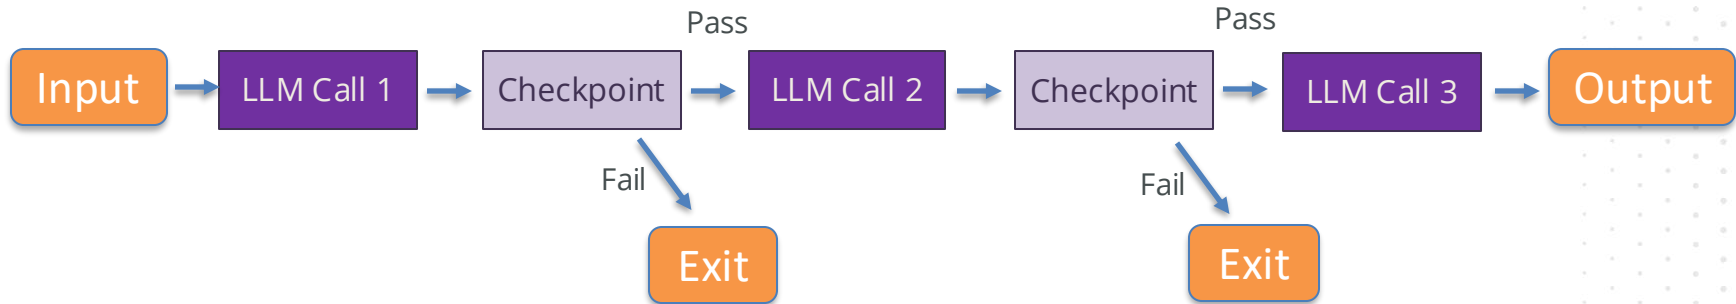 Pass
Pass
Input
LLM Call 1
Checkpoint
LLM Call 2
Checkpoint
LLM Call 3
Output
Fail
Fail
Exit
Exit